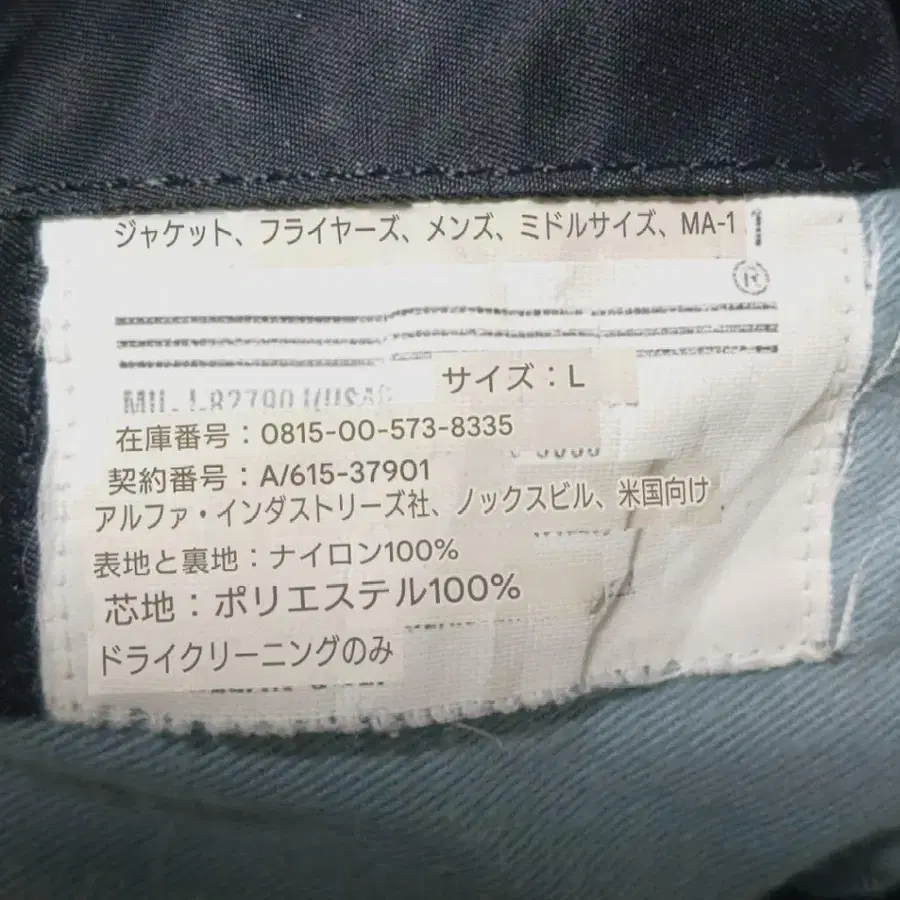 ジャケット、フライヤーズ、メンズ、ミドルサイズ、MA-1
®
サイズ：L
MIL-J-8279DJ(USAF
在庫番号：0815-00-573-8335
契約番号：A/615-37901
アルファ・インダストリーズ社、ノックスビル、米国向け
表地と裏地：ナイロン100%
芯地：ポリエステル100%
ドライクリーニングのみ